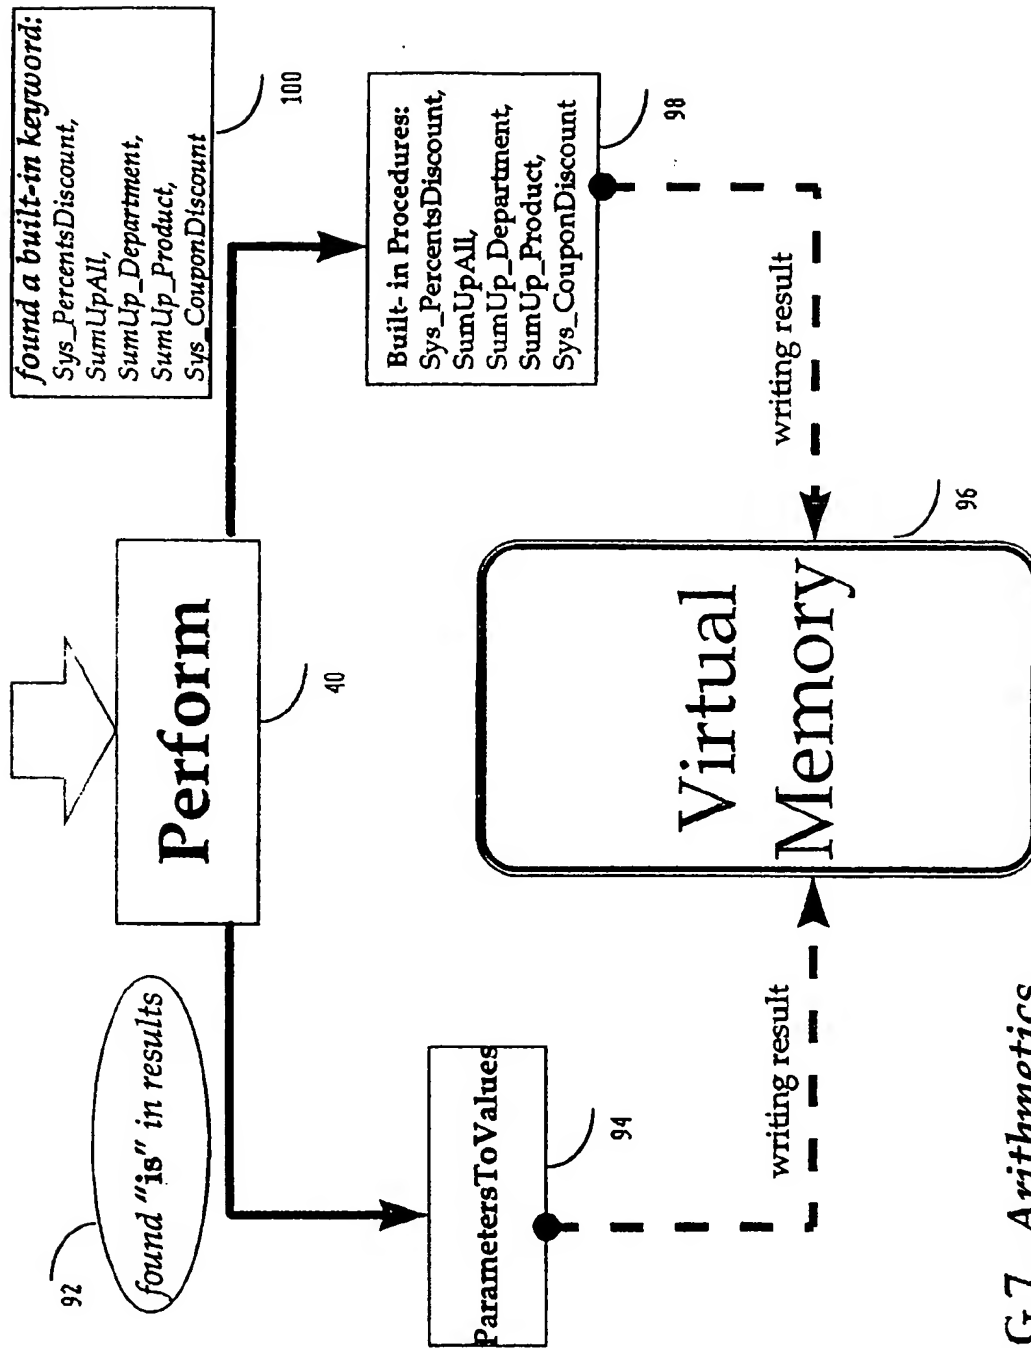 found "is" in results
92
Perform
40
found a built-in keyword:
Sys_PercentsDiscount,
SumUpAll,
SumUp_Department,
SumUp_Product,
Sys_CouponDiscount
100
ParametersToValues
94
Built- in Procedures:
Sys_PercentsDiscount,
SumUpAll,
SumUp_Department,
SumUp_Product,
Sys_CouponDiscount
98
writing result
Virtual
Memory
96
writing result
G.7 Arithmetics